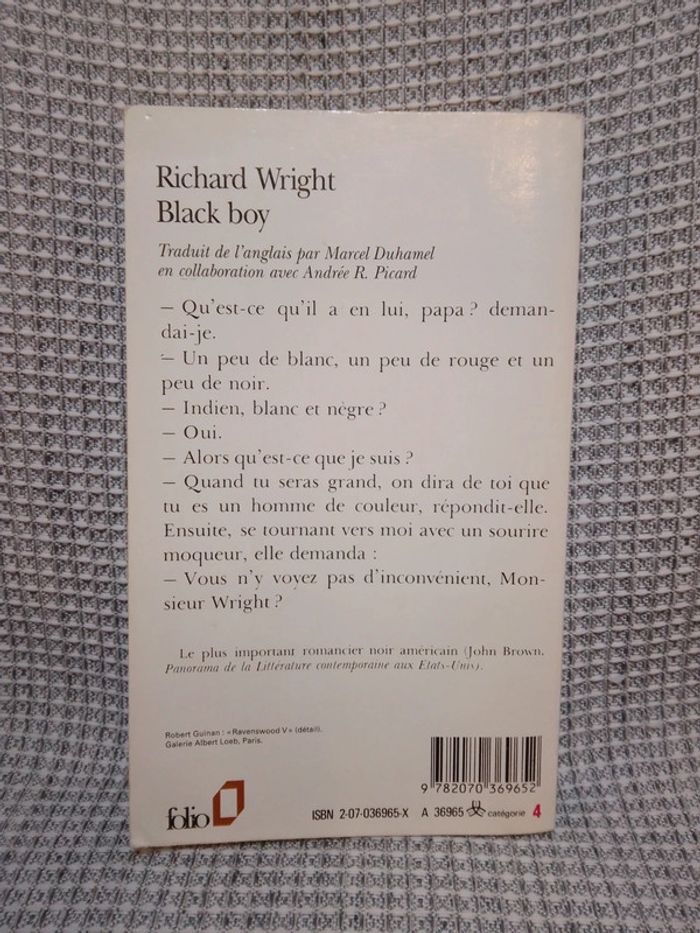 Richard Wright
Black boy
Traduit de l'anglais par Marcel Duhamel
en collaboration avec Andrée R. Picard
– Qu'est-ce qu'il a en lui, papa ? deman-
dai-je.
– Un peu de blanc, un peu de rouge et un
peu de noir.
– Indien, blanc et nègre ?
– Oui.
– Alors qu'est-ce que je suis ?
– Quand tu seras grand, on dira de toi que
tu es un homme de couleur, répondit-elle.
Ensuite, se tournant vers moi avec un sourire
moqueur, elle demanda :
– Vous n'y voyez pas d'inconvénient, Mon-
sieur Wright ?
Le plus important romancier noir américain (John Brown,
Panorama de la Littérature contemporaine aux Etats-Unis).
Robert Guinan : «Ravenswood V» (détail).
Galerie Albert Loeb, Paris.
9 782070 369652
folio
ISBN 2-07-036965-X A 36965 catégorie 4